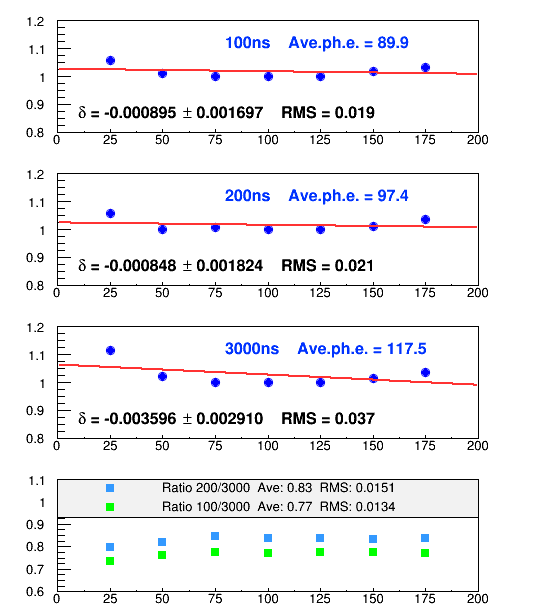 1.2
100ns Ave.ph.e. = 89.9
1.1
1
0.9
δ = -0.000895 ± 0.001697 RMS = 0.019
0.8
0 25 50 75 100 125 150 175 200
1.2
200ns Ave.ph.e. = 97.4
1.1
1
0.9
δ = -0.000848 ± 0.001824 RMS = 0.021
0.8
0 25 50 75 100 125 150 175 200
1.2
3000ns Ave.ph.e. = 117.5
1.1
1
0.9
δ = -0.003596 ± 0.002910 RMS = 0.037
0.8
0 25 50 75 100 125 150 175 200
1.1
Ratio 200/3000 Ave: 0.83 RMS: 0.0151
1
Ratio 100/3000 Ave: 0.77 RMS: 0.0134
0.9
0.8
0.7
0.6
0 25 50 75 100 125 150 175 200